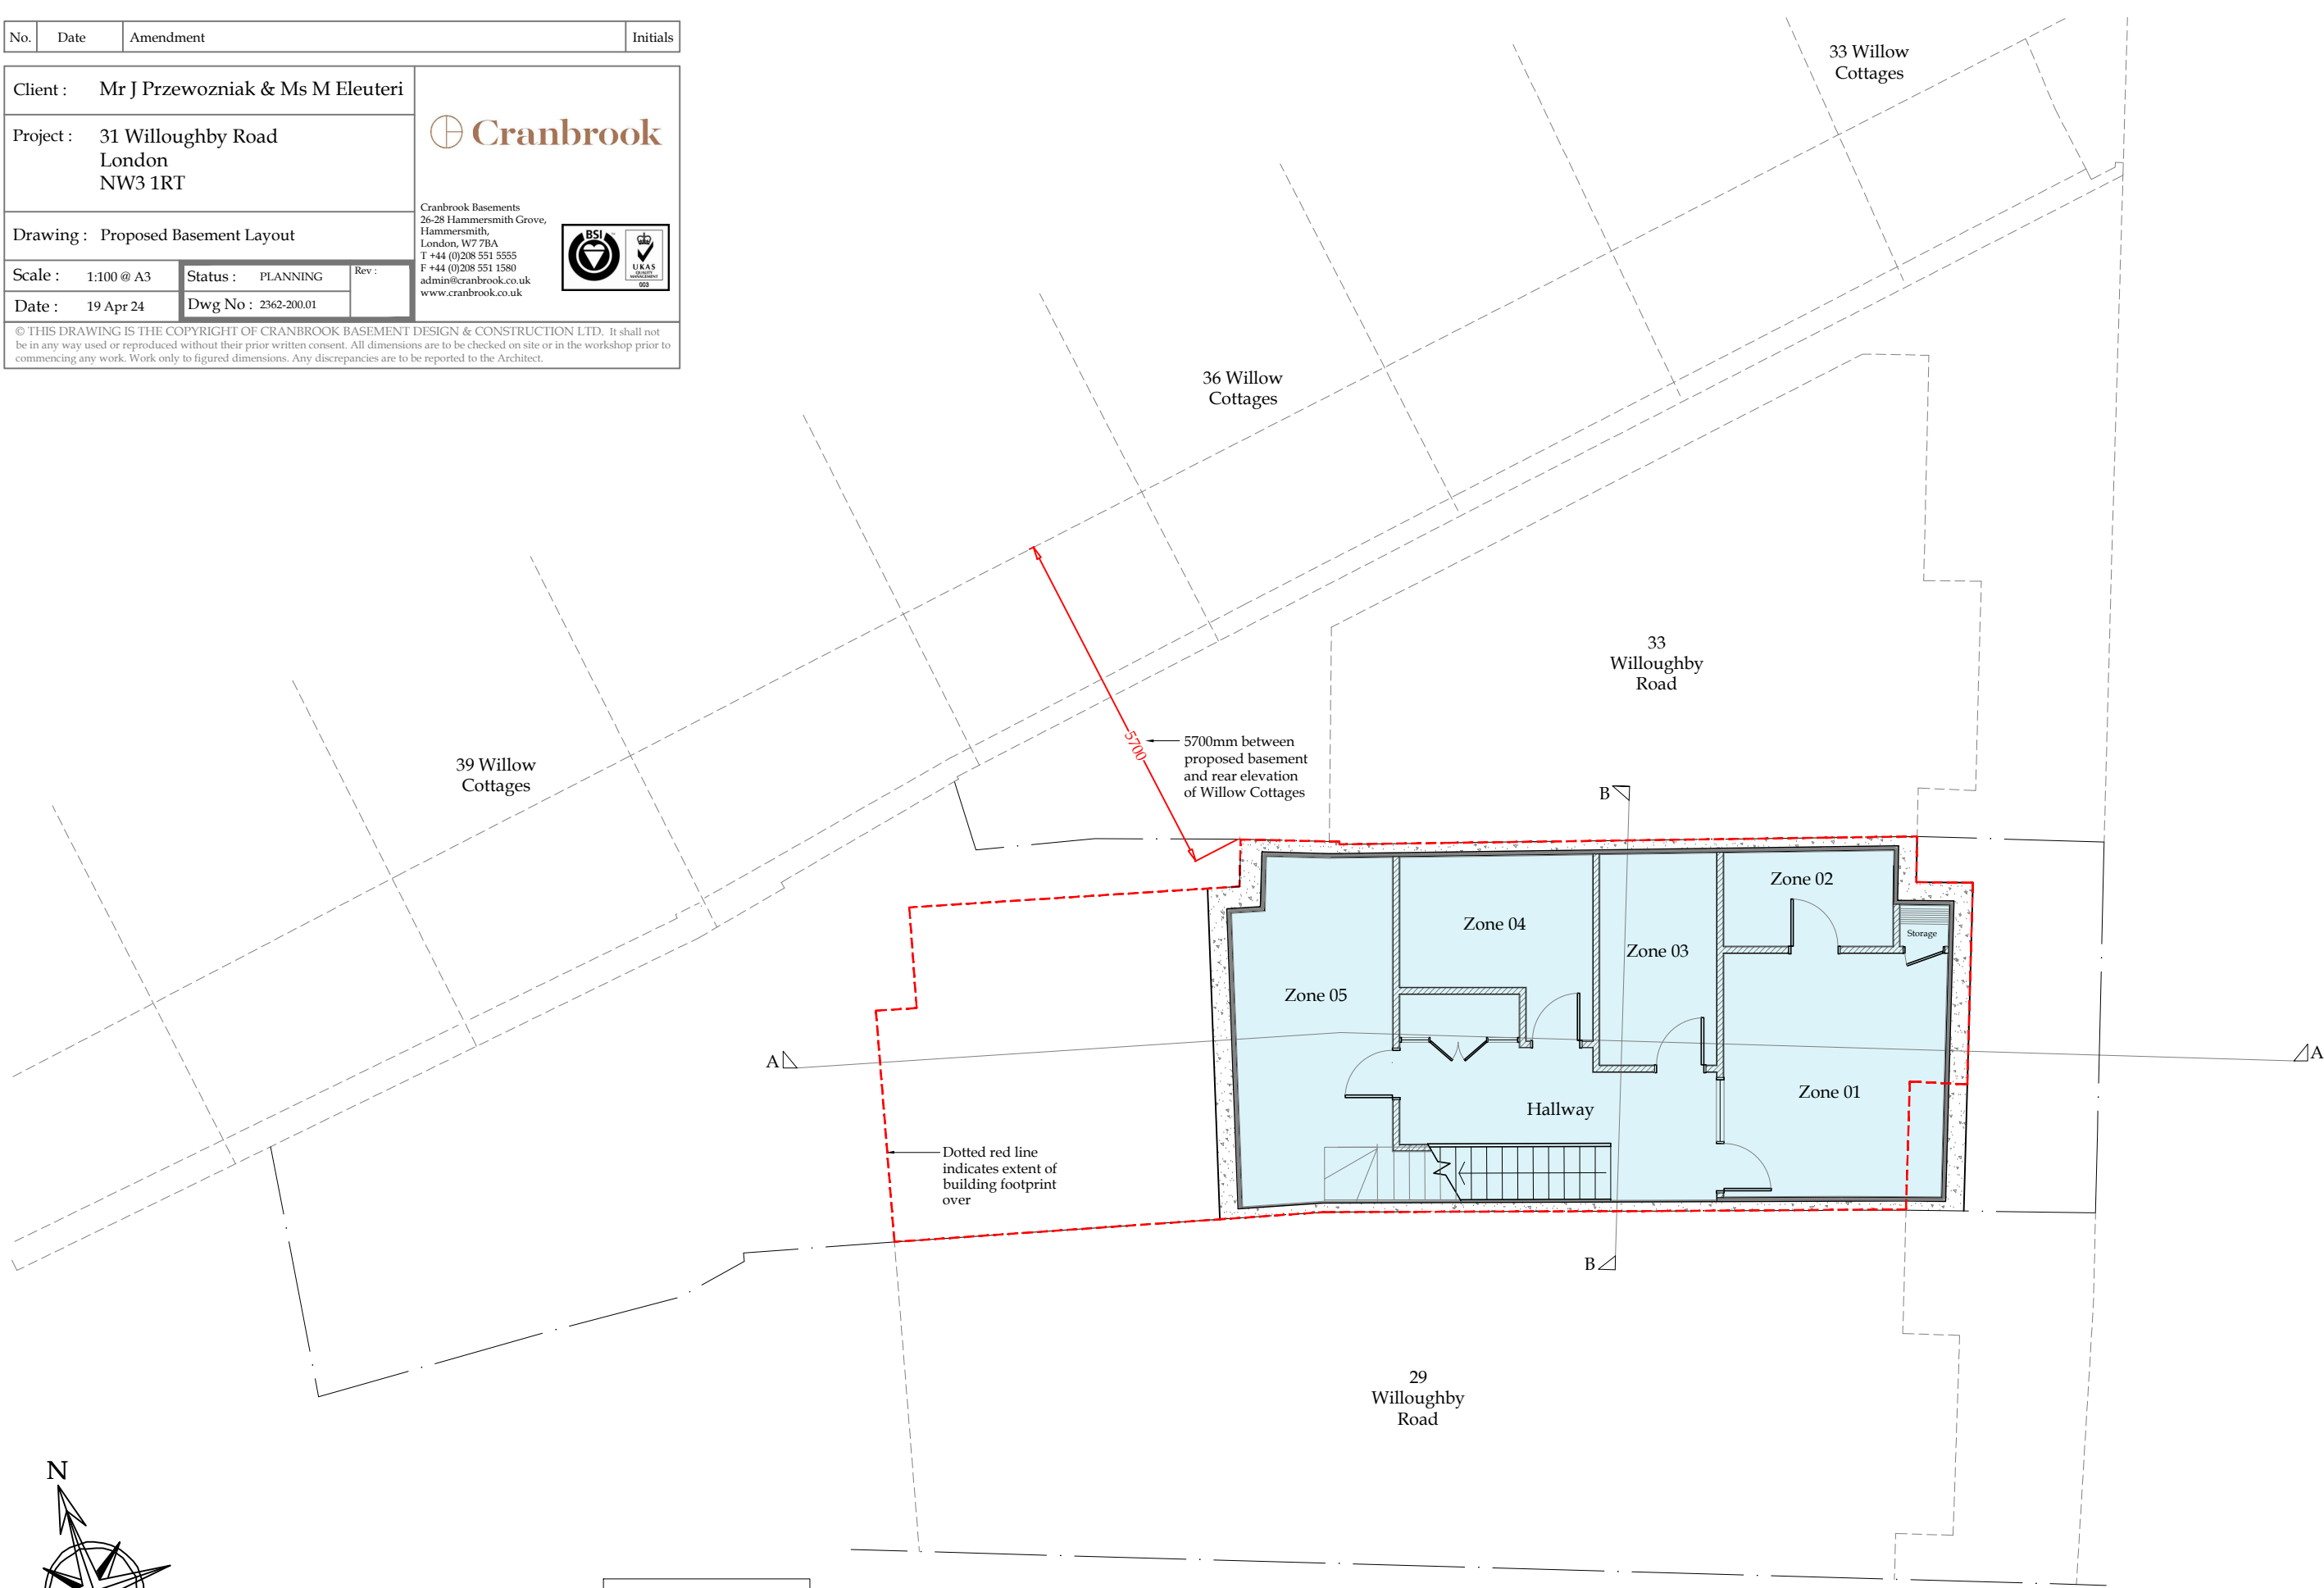 No. Date Amendment Initials
Client : Mr J Przewozniak & Ms M Eleuteri
Project : 31 Willoughby Road
London
NW3 1RT
Drawing : Proposed Basement Layout
Scale : 1:100 @ A3
Status : PLANNING
Rev :
Date : 19 Apr 24
Dwg No : 2362-200.01
Cranbrook
Cranbrook Basements
26-28 Hammersmith Grove,
Hammersmith,
London, W7 7BA
T +44 (0)208 551 5555
F +44 (0)208 551 1580
admin@cranbrook.co.uk
www.cranbrook.co.uk
BSI
UKAS
QUALITY
MANAGEMENT
003
© THIS DRAWING IS THE COPYRIGHT OF CRANBROOK BASEMENT DESIGN & CONSTRUCTION LTD. It shall not
be in any way used or reproduced without their prior written consent. All dimensions are to be checked on site or in the workshop prior to
commencing any work. Work only to figured dimensions. Any discrepancies are to be reported to the Architect.
33 Willow
Cottages
36 Willow
Cottages
33
Willoughby
Road
39 Willow
Cottages
5700
5700mm between
proposed basement
and rear elevation
of Willow Cottages
B
Zone 02
Zone 04
Storage
Zone 03
Zone 05
A
A
Zone 01
Hallway
Dotted red line
indicates extent of
building footprint
over
B
29
Willoughby
Road
N